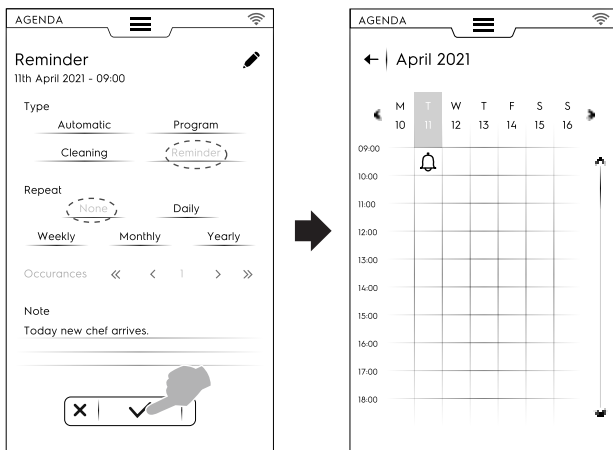 AGENDA
Reminder
11th April 2021 - 09:00
Type
Automatic Program
Cleaning Reminder
Repeat
None Daily
Weekly Monthly Yearly
Occurances 1
Note
Today new chef arrives.
AGENDA
April 2021
M T W T F S S
10 11 12 13 14 15 16
09:00
10:00
11:00
12:00
13:00
14:00
15:00
16:00
17:00
18:00